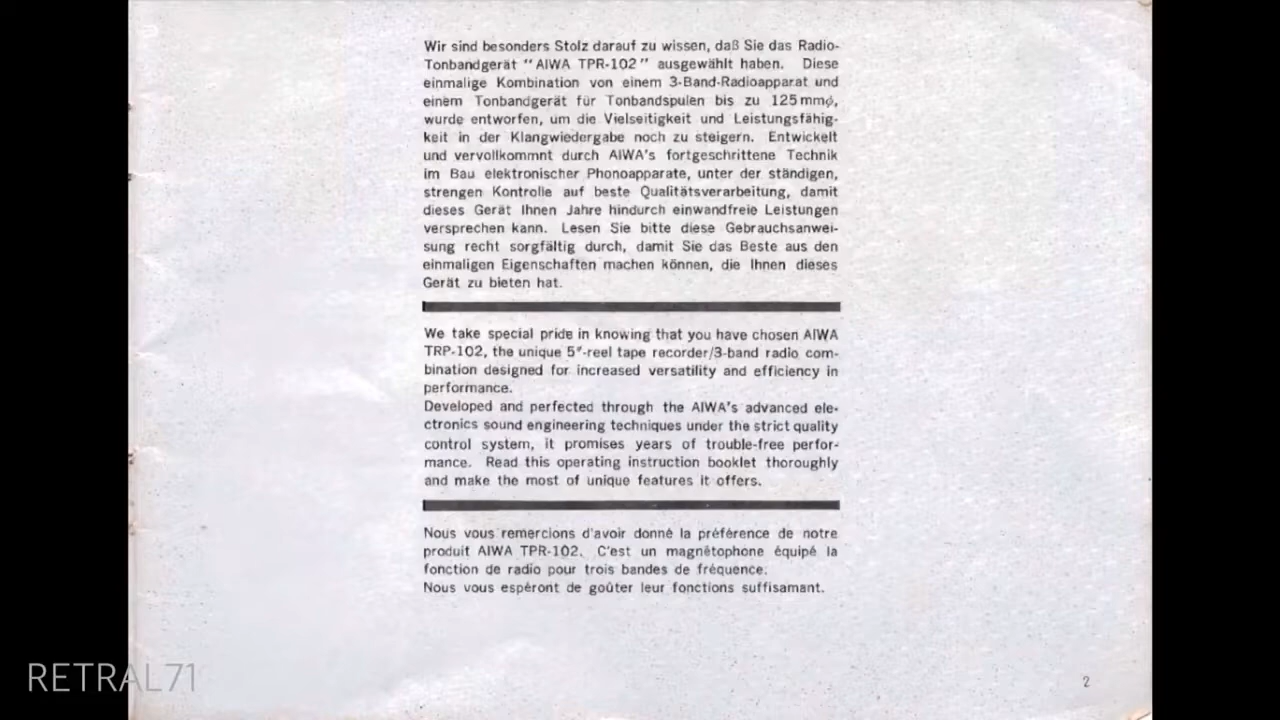 Wir sind besonders Stolz darauf zu wissen, daß Sie das Radio-
Tonbandgerät "AIWA TPR-102" ausgewählt haben. Diese
einmalige Kombination von einem 3-Band-Radioapparat und
einem Tonbandgerät für Tonbandspulen bis zu 125mmφ,
wurde entworfen, um die Vielseitigkeit und Leistungsfähig-
keit in der Klangwiedergabe noch zu steigern. Entwickelt
und vervollkommnt durch AIWA's fortgeschrittene Technik
im Bau elektronischer Phonoapparate, unter der ständigen,
strengen Kontrolle auf beste Qualitätsverarbeitung, damit
dieses Gerät Ihnen Jahre hindurch einwandfreie Leistungen
versprechen kann. Lesen Sie bitte diese Gebrauchsanwei-
sung recht sorgfältig durch, damit Sie das Beste aus den
einmaligen Eigenschaften machen können, die Ihnen dieses
Gerät zu bieten hat.
We take special pride in knowing that you have chosen AIWA
TRP-102, the unique 5"-reel tape recorder/3-band radio com-
bination designed for increased versatility and efficiency in
performance.
Developed and perfected through the AIWA's advanced ele-
ctronics sound engineering techniques under the strict quality
control system, it promises years of trouble-free perfor-
mance. Read this operating instruction booklet thoroughly
and make the most of unique features it offers.
Nous vous remercions d'avoir donné la préférence de notre
produit AIWA TPR-102. C'est un magnétophone équipé la
fonction de radio pour trois bandes de fréquence.
Nous vous espéront de goûter leur fonctions suffisamant.
RETRAL71
2